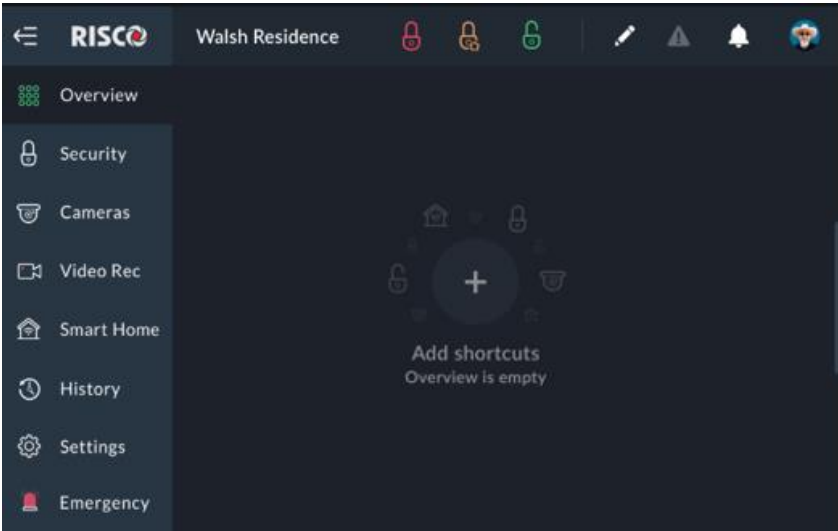 RISCO
Walsh Residence
Overview
Security
Cameras
Video Rec
Smart Home
History
Settings
Emergency
Add shortcuts
Overview is empty